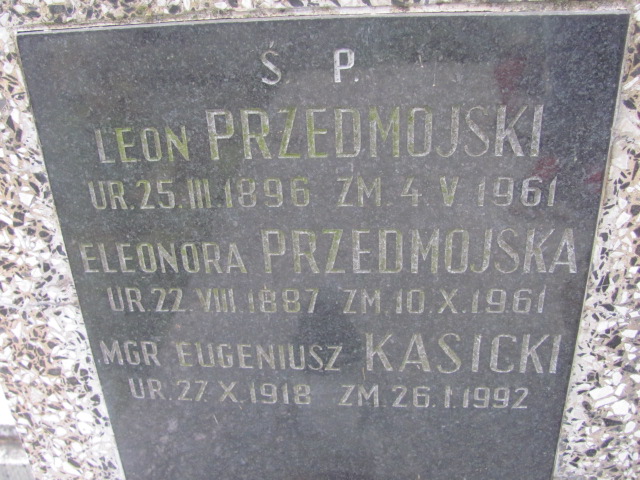 Ś P.
LEON PRZEDMOJSKI
UR. 25. III. 1896 ZM. 4. V 1961
ELEONORA PRZEDMOJSKA
UR. 22. VIII. 1887 ZM. 10. X. 1961
MGR EUGENIUSZ KASICKI
UR. 27. X. 1918 ZM. 26. I. 1992